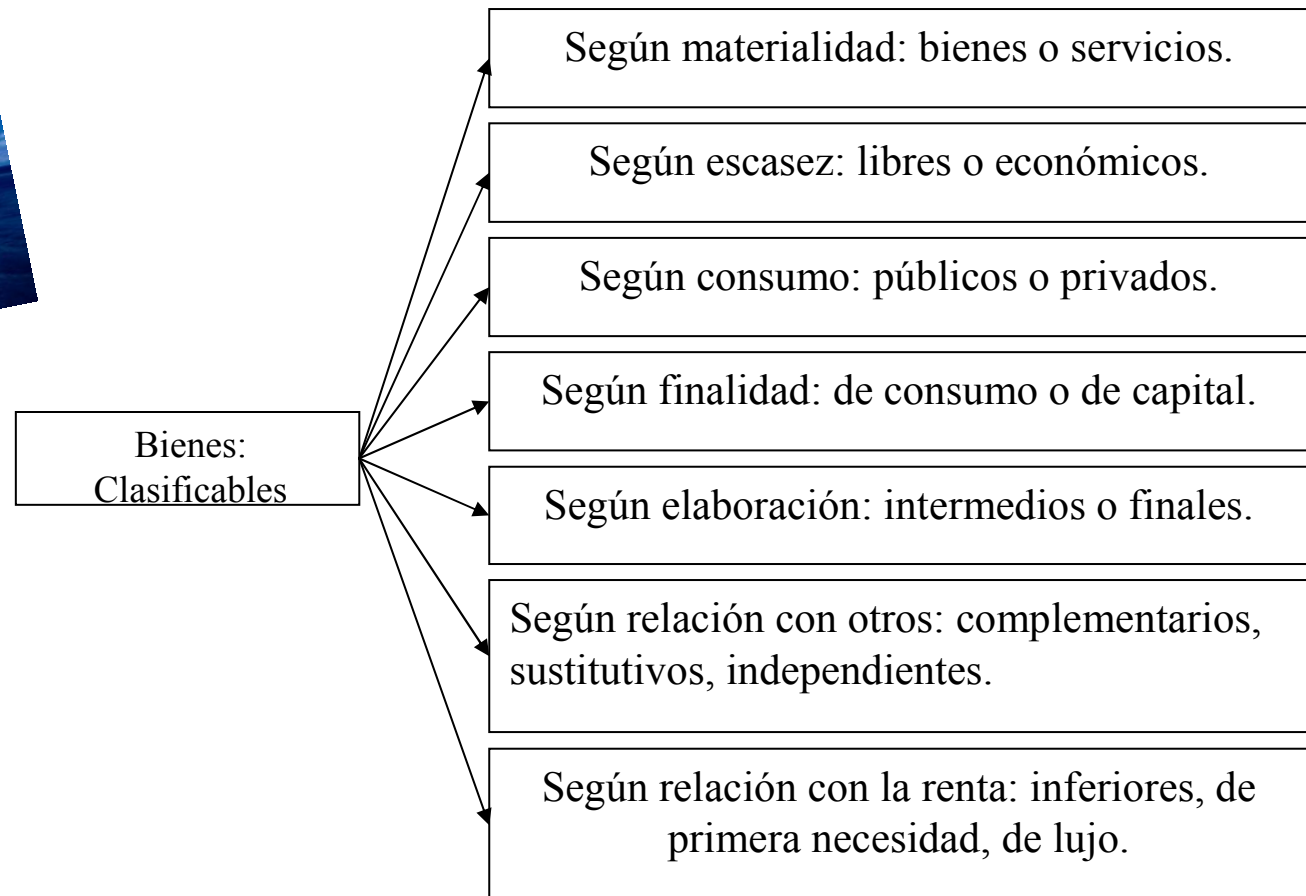 Según materialidad: bienes o servicios.
Según escasez: libres o económicos.
Según consumo: públicos o privados.
Según finalidad: de consumo o de capital.
Bienes:
Clasificables
Según elaboración: intermedios o finales.
Según relación con otros: complementarios,
sustitutivos, independientes.
Según relación con la renta: inferiores, de
primera necesidad, de lujo.